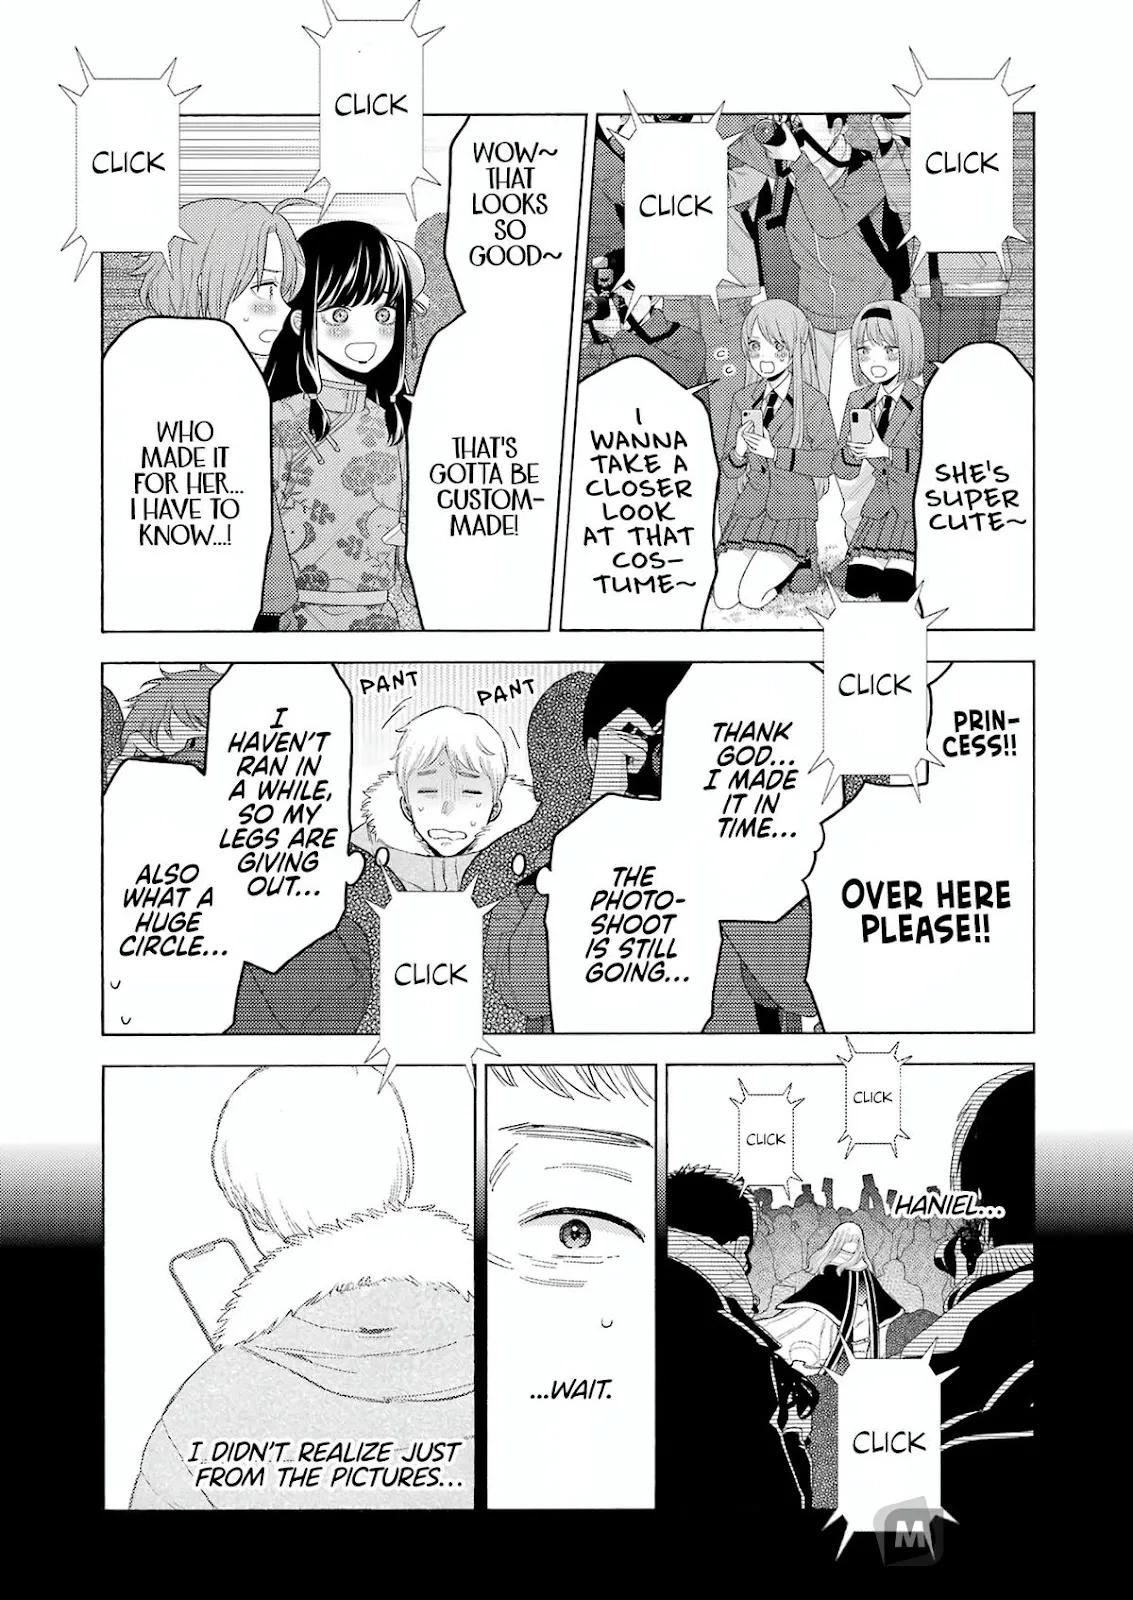 CLICK
CLICK
SHE'S
SUPER
CUTE~
I
WANNA
TAKE A
CLOSER
LOOK
AT THAT
COS-
TUME~
CLICK
CLICK
WOW~
THAT
LOOKS
SO
GOOD~
THAT'S
GOTTA BE
CUSTOM-
MADE!
WHO
MADE IT
FOR HER...
I HAVE TO
KNOW...!
PRIN-
CESS!!
OVER HERE
PLEASE!!
CLICK
THANK
GOD...
I MADE
IT IN
TIME...
THE
PHOTO-
SHOOT
IS STILL
GOING...
PANT
PANT
I
HAVEN'T
RAN IN
A WHILE,
SO MY
LEGS ARE
GIVING
OUT...
ALSO
WHAT A
HUGE
CIRCLE...
CLICK
CLICK
CLICK
HANIEL...
CLICK
...WAIT.
I DIDN'T REALIZE JUST
FROM THE PICTURES...
M